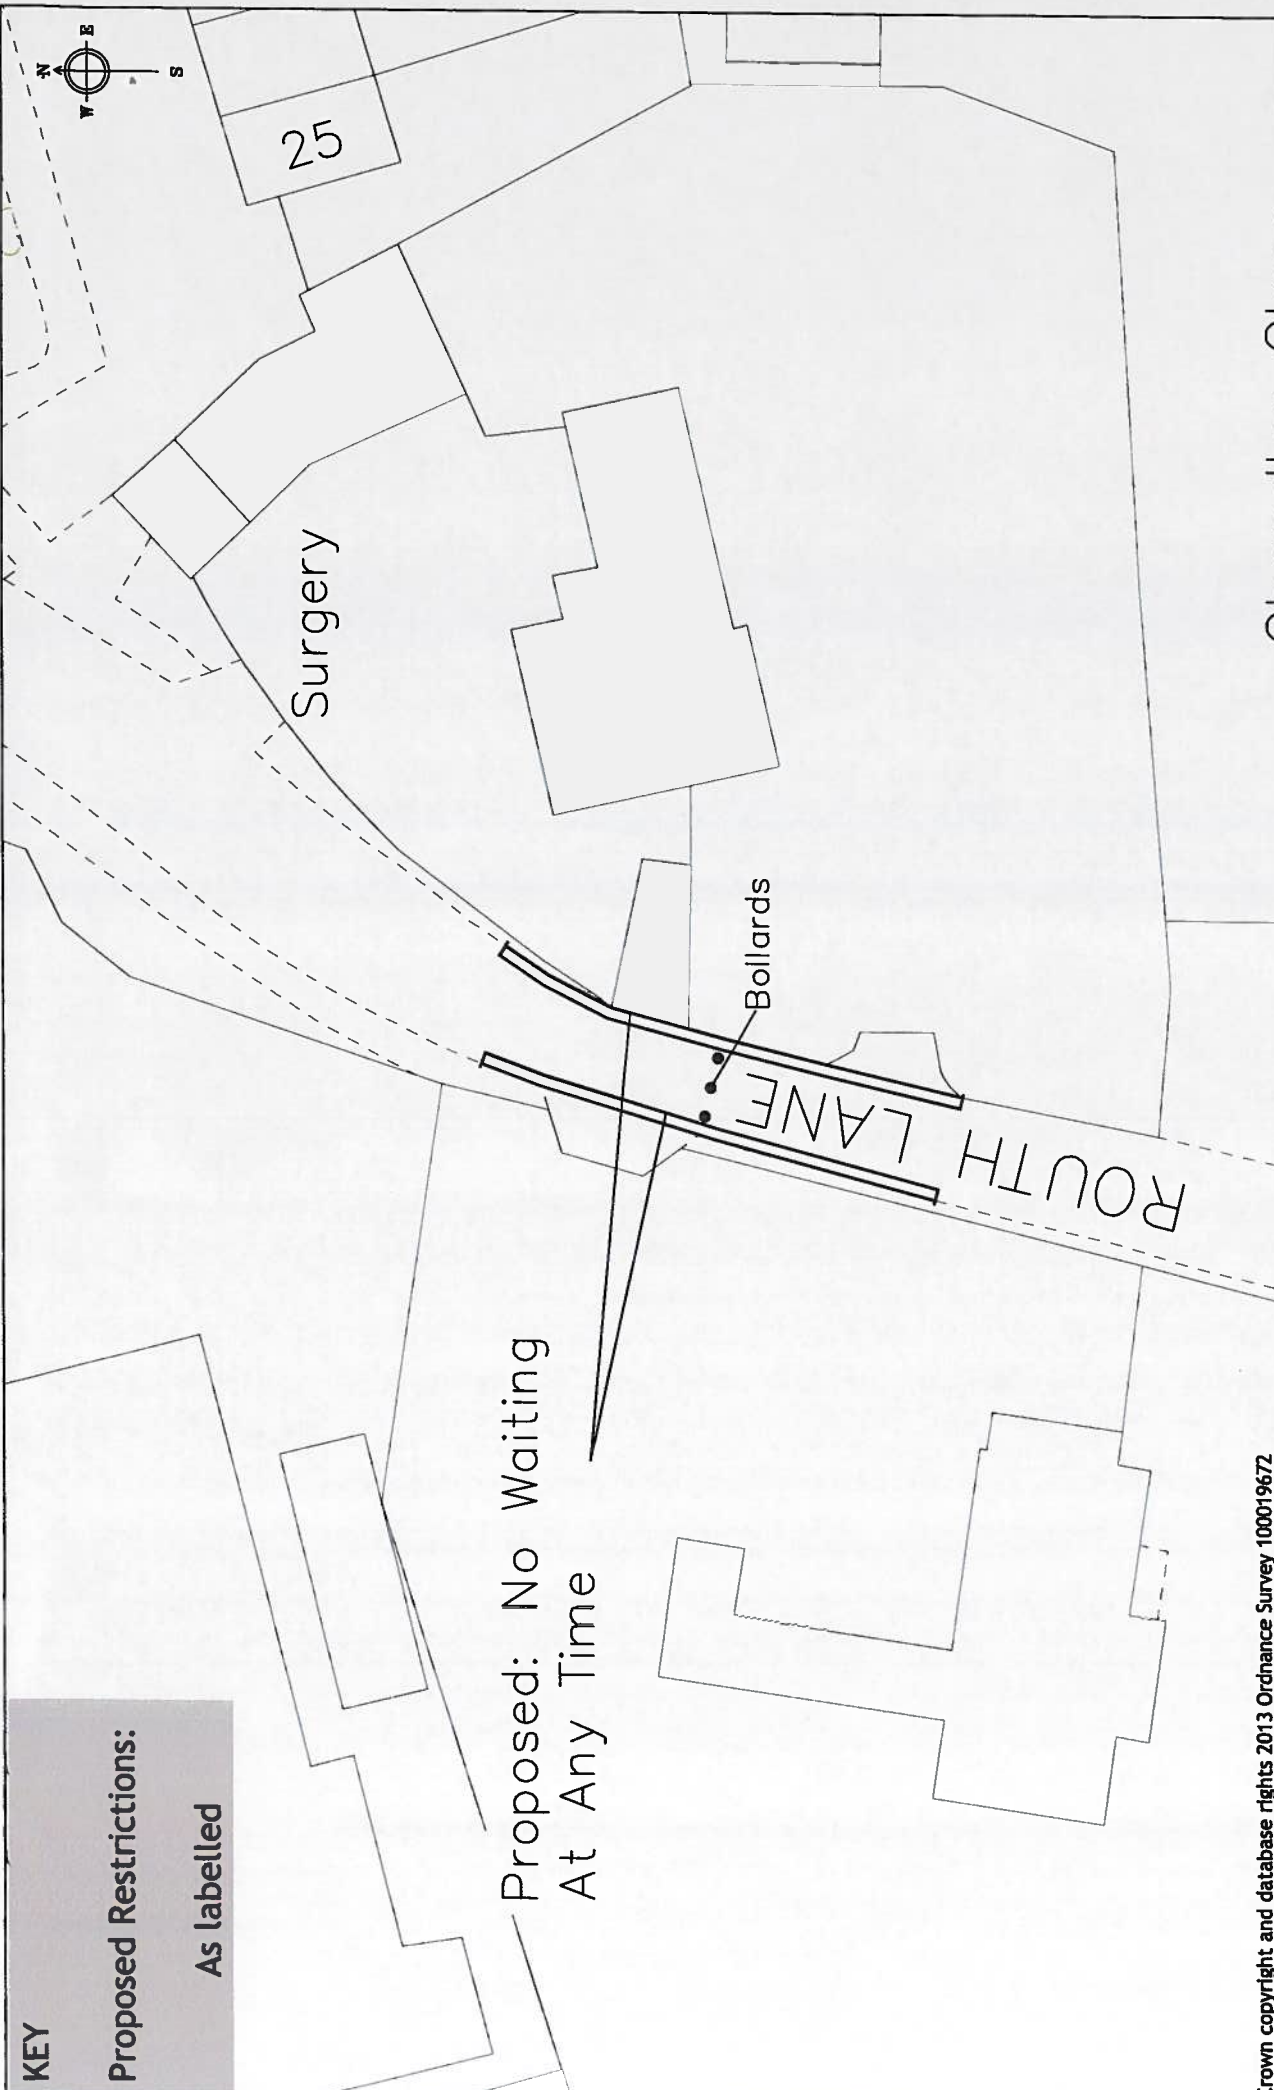 KEY
Proposed Restrictions:
As labelled
N
W
E
S
25
Surgery
Proposed: No Waiting
At Any Time
Bollards
ROUTH LANE
Crown copyright and database rights 2013 Ordnance Survey 100019672